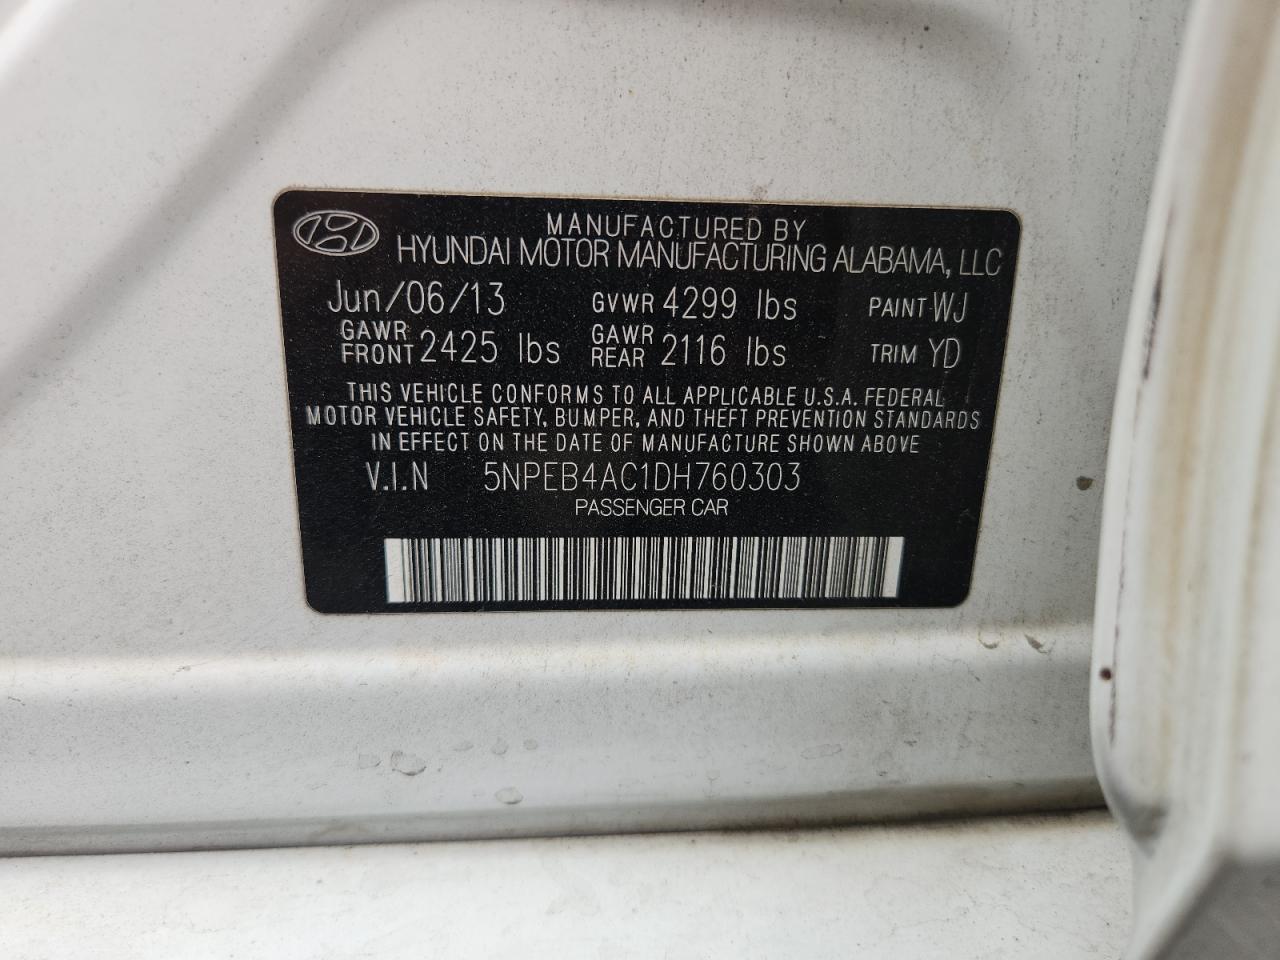 MANUFACTURED BY
HYUNDAI MOTOR MANUFACTURING ALABAMA, LLC
Jun/06/13 GVWR 4299 lbs PAINT WJ
GAWR FRONT 2425 lbs GAWR REAR 2116 lbs TRIM YD
THIS VEHICLE CONFORMS TO ALL APPLICABLE U.S.A. FEDERAL
MOTOR VEHICLE SAFETY, BUMPER, AND THEFT PREVENTION STANDARDS
IN EFFECT ON THE DATE OF MANUFACTURE SHOWN ABOVE
V.I.N 5NPEB4AC1DH760303
PASSENGER CAR